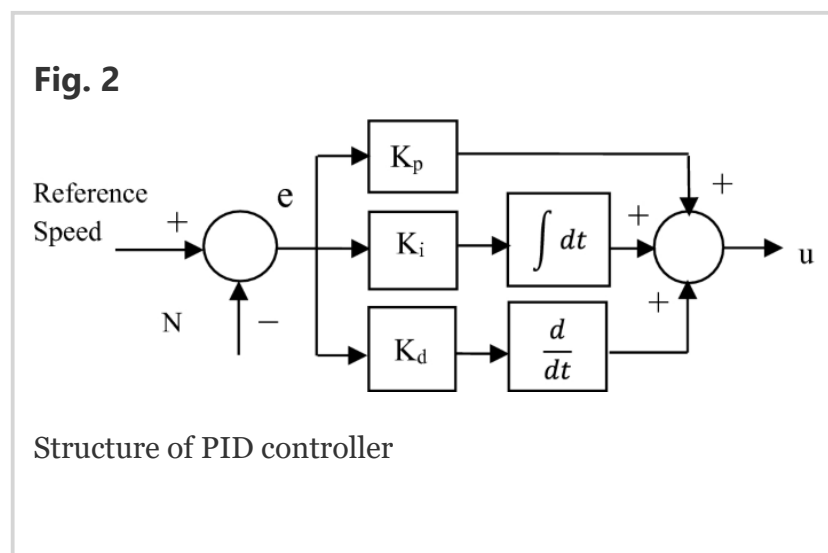 Fig. 2
Reference
Speed
+
e
N
−
K_p
K_i
∫ dt
K_d
d
dt
+
+
+
u
Structure of PID controller